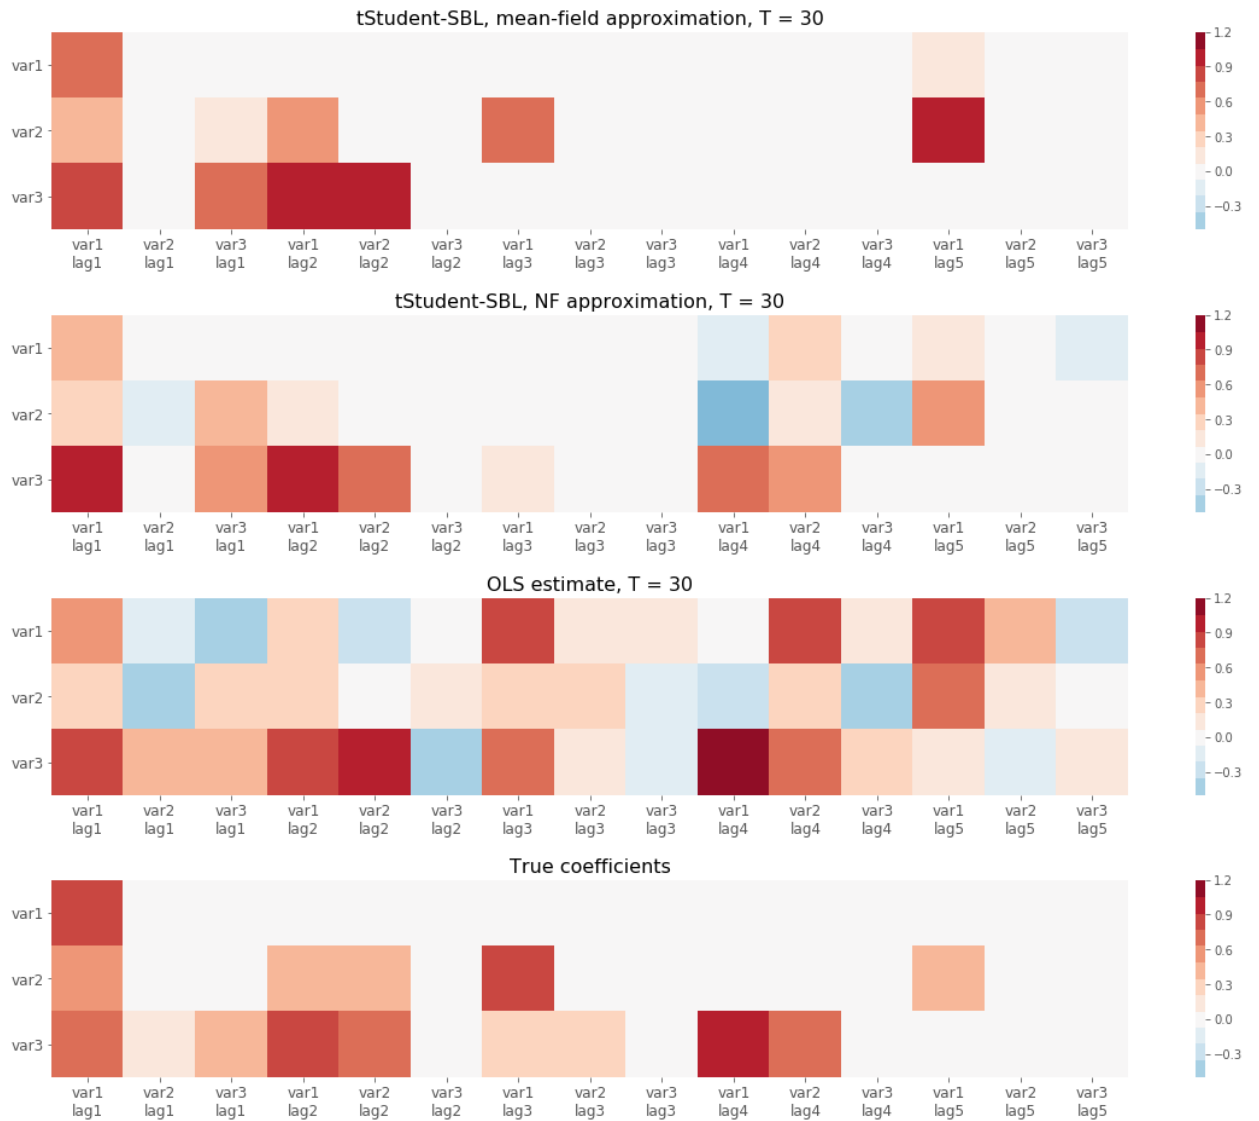 tStudent-SBL, mean-field approximation, T = 30
var1
var2
var3
var1 var2 var3 var1 var2 var3 var1 var2 var3 var1 var2 var3 var1 var2 var3
lag1 lag1 lag1 lag2 lag2 lag2 lag3 lag3 lag3 lag4 lag4 lag4 lag5 lag5 lag5
1.2
0.9
0.6
0.3
0.0
−0.3
tStudent-SBL, NF approximation, T = 30
var1
var2
var3
var1 var2 var3 var1 var2 var3 var1 var2 var3 var1 var2 var3 var1 var2 var3
lag1 lag1 lag1 lag2 lag2 lag2 lag3 lag3 lag3 lag4 lag4 lag4 lag5 lag5 lag5
1.2
0.9
0.6
0.3
0.0
−0.3
OLS estimate, T = 30
var1
var2
var3
var1 var2 var3 var1 var2 var3 var1 var2 var3 var1 var2 var3 var1 var2 var3
lag1 lag1 lag1 lag2 lag2 lag2 lag3 lag3 lag3 lag4 lag4 lag4 lag5 lag5 lag5
1.2
0.9
0.6
0.3
0.0
−0.3
True coefficients
var1
var2
var3
var1 var2 var3 var1 var2 var3 var1 var2 var3 var1 var2 var3 var1 var2 var3
lag1 lag1 lag1 lag2 lag2 lag2 lag3 lag3 lag3 lag4 lag4 lag4 lag5 lag5 lag5
1.2
0.9
0.6
0.3
0.0
−0.3